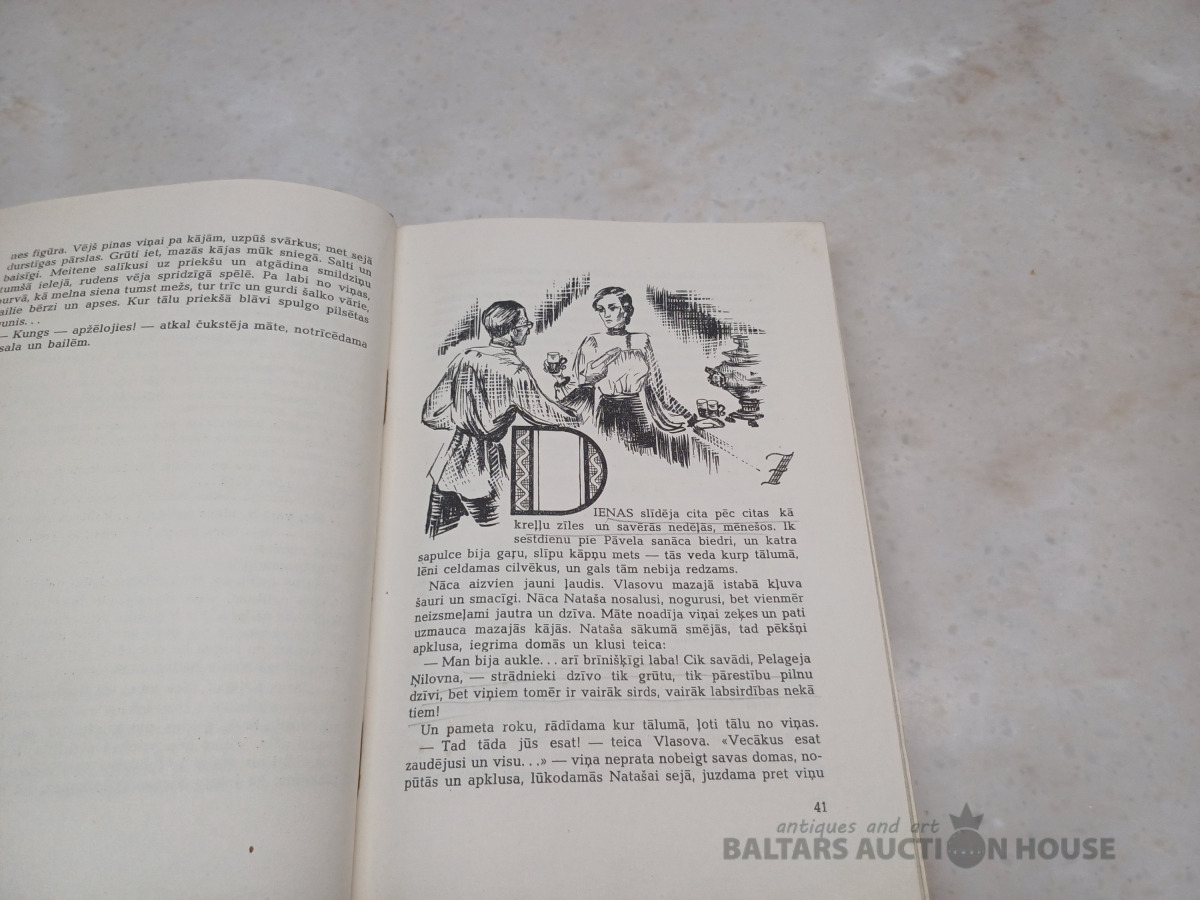 nes figūra. Vējš pinas viņai pa kājām, uzpūš svārkus, met sejā
durstīgas pārslas. Grūti iet, mazās kājas mūk sniegā. Salti un
baisīgi. Meitene salīkusi uz priekšu un atgādina smildziņu
tumšā ielejā, rudens vēja spridzīgā spēlē. Pa labi no viņas,
purvā, kā melna siena tumst mežs, tur trīc un gurdi šalko vārie,
ailie bērzi un apses. Kur tālu priekšā blāvi spulgo pilsētas
unis...
— Kungs — apžēlojies! — atkal čukstēja māte, notrīcēdama
sala un bailēm.
DIENAS slīdēja cita pēc citas kā
kreļļu zīles un savērās nedēļās, mēnešos. Ik
sestdienu pie Pāvela sanāca biedri, un katra
sapulce bija gaŗu, slīpu kāpņu mets — tās veda kurp tālumā,
lēni celdamas cilvēkus, un gals tām nebija redzams.
Nāca aizvien jauni ļaudis. Vlasovu mazajā istabā kļuva
šauri un smacīgi. Nāca Nataša nosalusi, nogurusi, bet vienmēr
neizsmeļami jautra un dzīva. Māte noadīja viņai zeķes un pati
uzmauca mazajās kājās. Nataša sākumā smējās, tad pēkšņi
apklusa, iegrima domās un klusi teica:
— Man bija aukle... arī brīnišķīgi laba! Cik savādi, Pelageja
Ņilovna, — strādnieki dzīvo tik grūtu, tik pārestību pilnu
dzīvi, bet viņiem tomēr ir vairāk sirds, vairāk labsirdības nekā
tiem!
Un pameta roku, rādīdama kur tālumā, ļoti tālu no viņas.
— Tad tāda jūs esat! — teica Vlasova. «Vecākus esat
zaudējusi un visu...» — viņa neprata nobeigt savas domas, no-
pūtās un apklusa, lūkodamās Natašai sejā, juzdama pret viņu
41
antiques and art
BALTARS AUCTION HOUSE